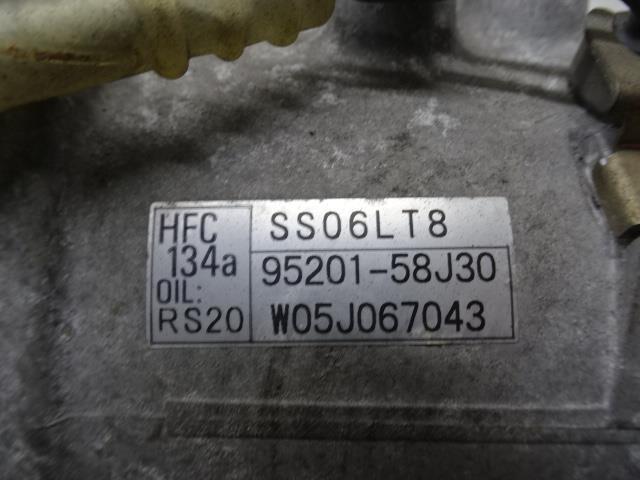 HFC
134a
OIL:
RS20
SS06LT8
95201-58J30
W05J067043